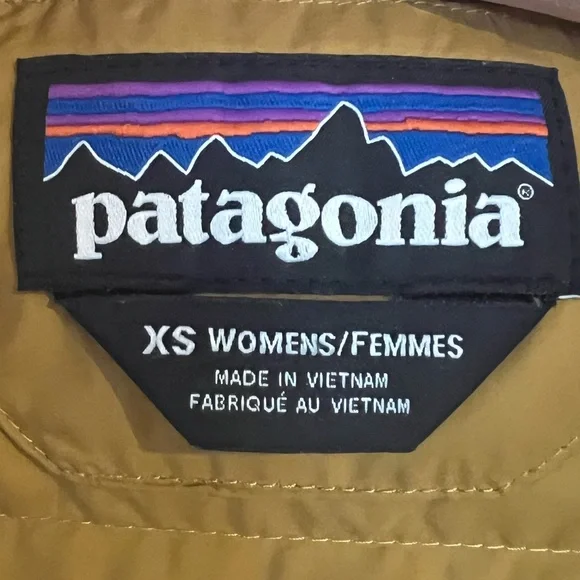 patagonia®
XS WOMENS/FEMMES
MADE IN VIETNAM
FABRIQUÉ AU VIETNAM